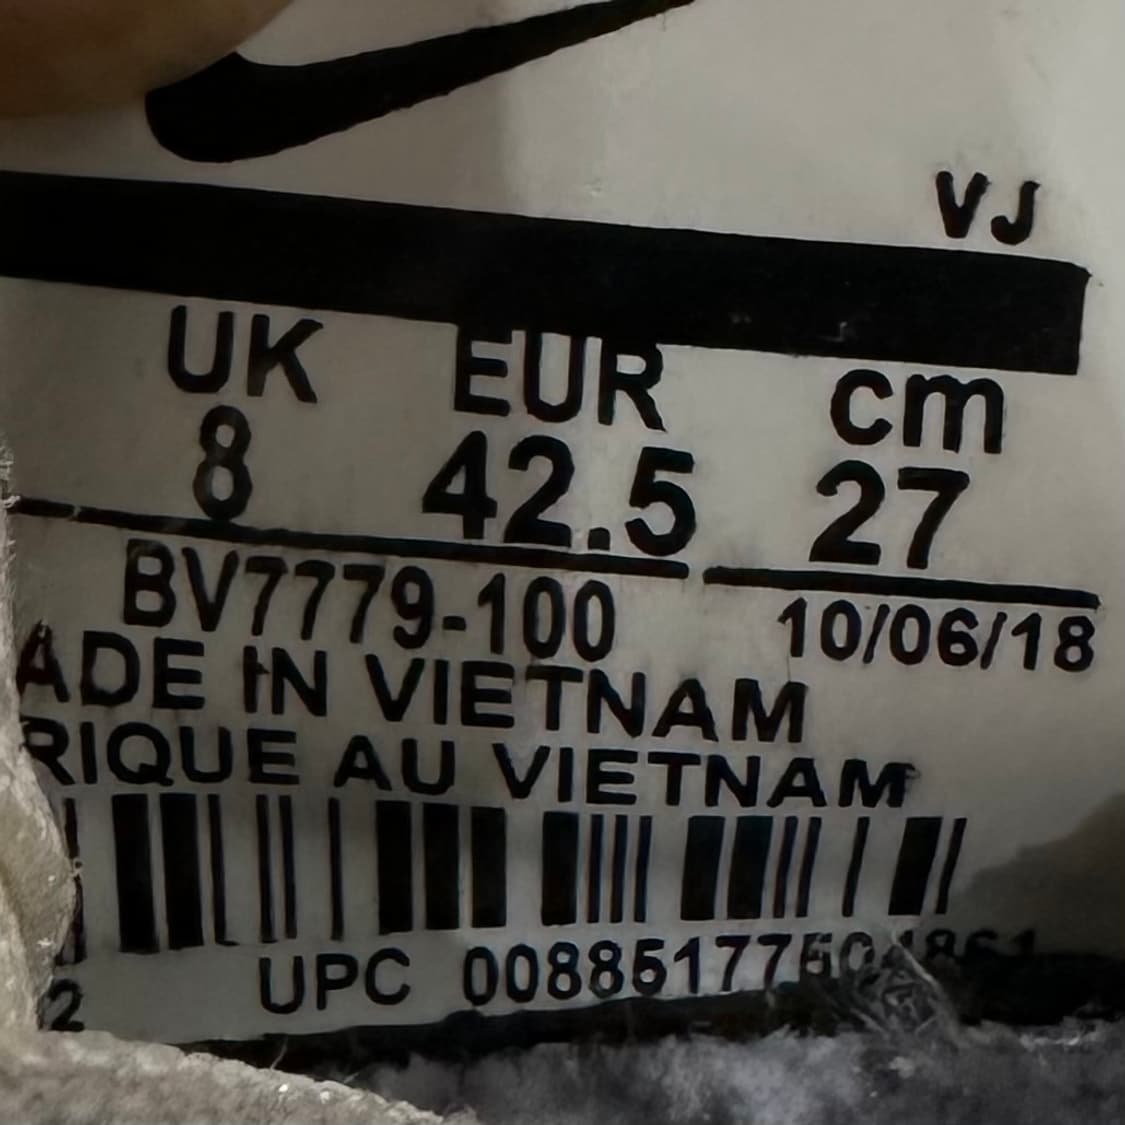 VJ
UK EUR cm
8 42.5 27
BV7779-100 10/06/18
ADE IN VIETNAM
RIQUE AU VIETNAM
UPC
2